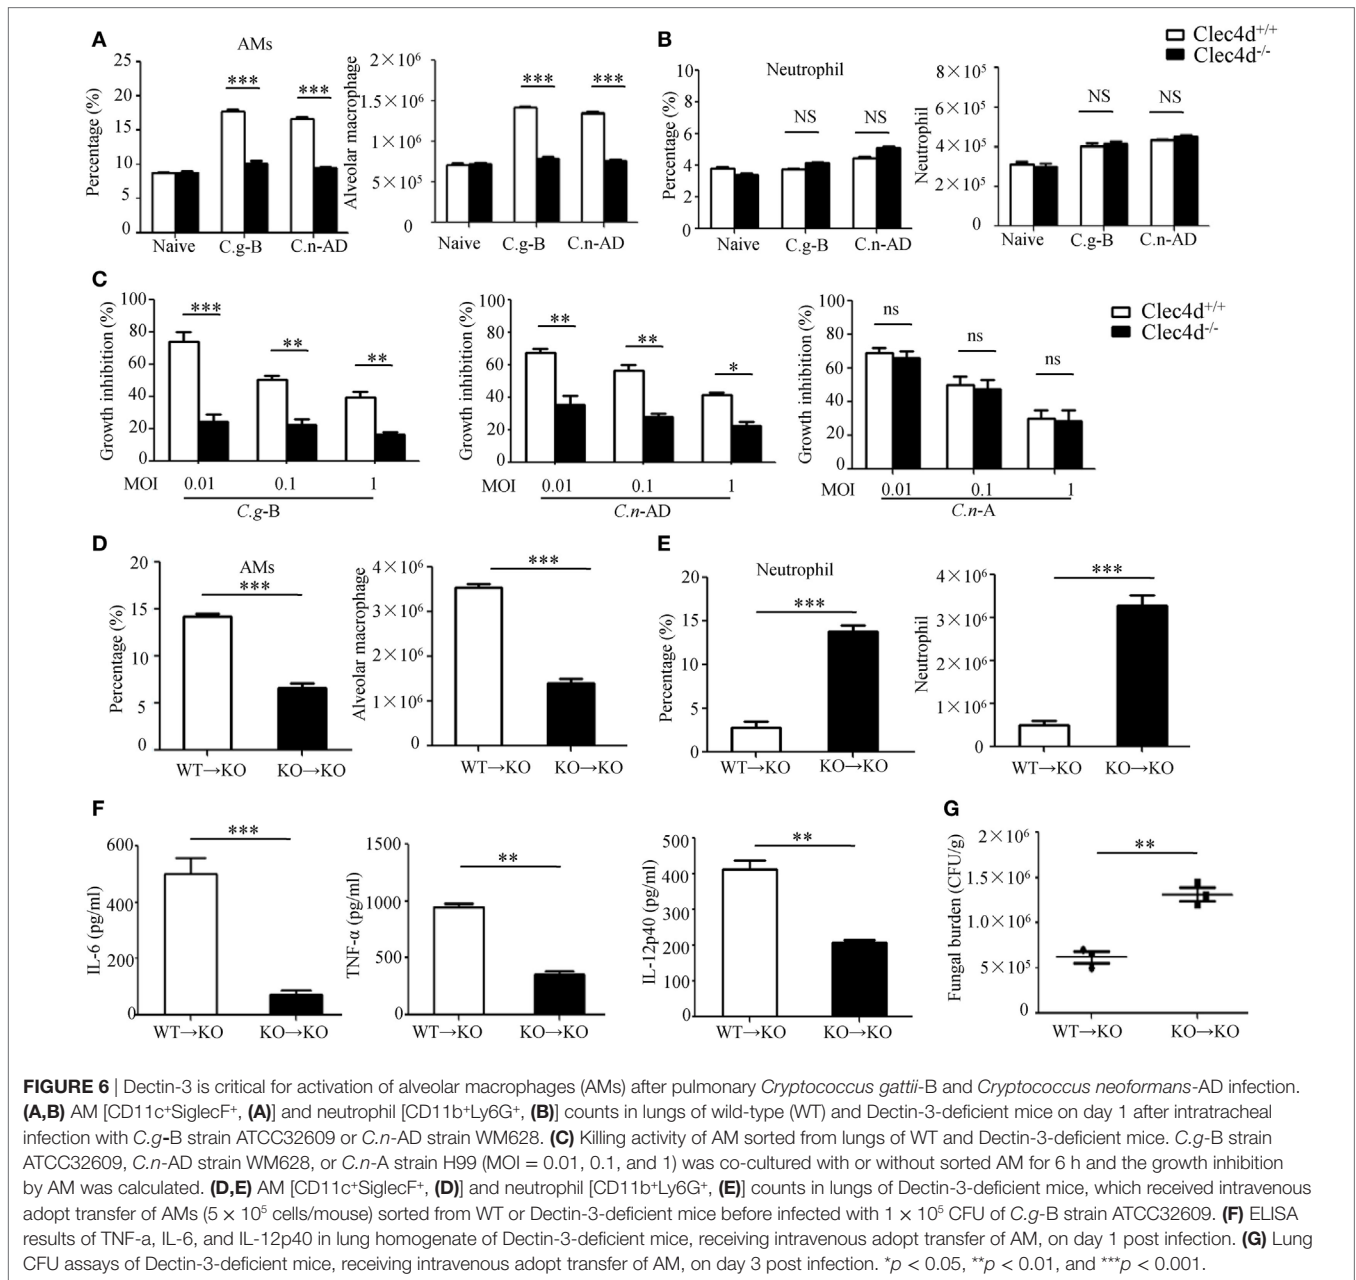 A
AMs
Percentage (%)
25
20
15
10
5
0
***
***
Naive
C.g-B
C.n-AD
Alveolar macrophage
2×10⁶
1.5×10⁶
1×10⁶
5×10⁵
0
***
***
Naive
C.g-B
C.n-AD
B
Neutrophil
Percentage (%)
10
8
6
4
2
0
NS
NS
Naive
C.g-B
C.n-AD
Clec4d⁺/⁺
Clec4d⁻/⁻
Neutrophil
8×10⁵
6×10⁵
4×10⁵
2×10⁵
0
NS
NS
Naive
C.g-B
C.n-AD
C
Growth inhibition (%)
100
80
60
40
20
0
***
**
**
MOI 0.01 0.1 1
C.g-B
Growth inhibition (%)
100
80
60
40
20
0
**
**
*
MOI 0.01 0.1 1
C.n-AD
Growth inhibition (%)
100
80
60
40
20
0
ns
ns
ns
MOI 0.01 0.1 1
C.n-A
Clec4d⁺/⁺
Clec4d⁻/⁻
D
AMs
Percentage (%)
20
15
10
5
0
***
WT→KO
KO→KO
Alveolar macrophage
4×10⁶
3×10⁶
2×10⁶
1×10⁶
0
***
WT→KO
KO→KO
E
Neutrophil
Percentage (%)
20
15
10
5
0
***
WT→KO
KO→KO
Neutrophil
4×10⁶
3×10⁶
2×10⁶
1×10⁶
0
***
WT→KO
KO→KO
F
IL-6 (pg/ml)
600
400
200
0
***
WT→KO
KO→KO
TNF-α (pg/ml)
1500
1000
500
0
**
WT→KO
KO→KO
IL-12p40 (pg/ml)
500
400
300
200
100
0
**
WT→KO
KO→KO
G
Fungal burden (CFU/g)
2×10⁶
1.5×10⁶
1×10⁶
5×10⁵
0
**
WT→KO
KO→KO
FIGURE 6 | Dectin-3 is critical for activation of alveolar macrophages (AMs) after pulmonary Cryptococcus gattii-B and Cryptococcus neoformans-AD infection.
(A,B) AM [CD11c⁺SiglecF⁺, (A)] and neutrophil [CD11b⁺Ly6G⁺, (B)] counts in lungs of wild-type (WT) and Dectin-3-deficient mice on day 1 after intratracheal
infection with C.g-B strain ATCC32609 or C.n-AD strain WM628. (C) Killing activity of AM sorted from lungs of WT and Dectin-3-deficient mice. C.g-B strain
ATCC32609, C.n-AD strain WM628, or C.n-A strain H99 (MOI = 0.01, 0.1, and 1) was co-cultured with or without sorted AM for 6 h and the growth inhibition
by AM was calculated. (D,E) AM [CD11c⁺SiglecF⁺, (D)] and neutrophil [CD11b⁺Ly6G⁺, (E)] counts in lungs of Dectin-3-deficient mice, which received intravenous
adopt transfer of AMs (5 × 10⁵ cells/mouse) sorted from WT or Dectin-3-deficient mice before infected with 1 × 10⁵ CFU of C.g-B strain ATCC32609. (F) ELISA
results of TNF-a, IL-6, and IL-12p40 in lung homogenate of Dectin-3-deficient mice, receiving intravenous adopt transfer of AM, on day 1 post infection. (G) Lung
CFU assays of Dectin-3-deficient mice, receiving intravenous adopt transfer of AM, on day 3 post infection. *p < 0.05, **p < 0.01, and ***p < 0.001.